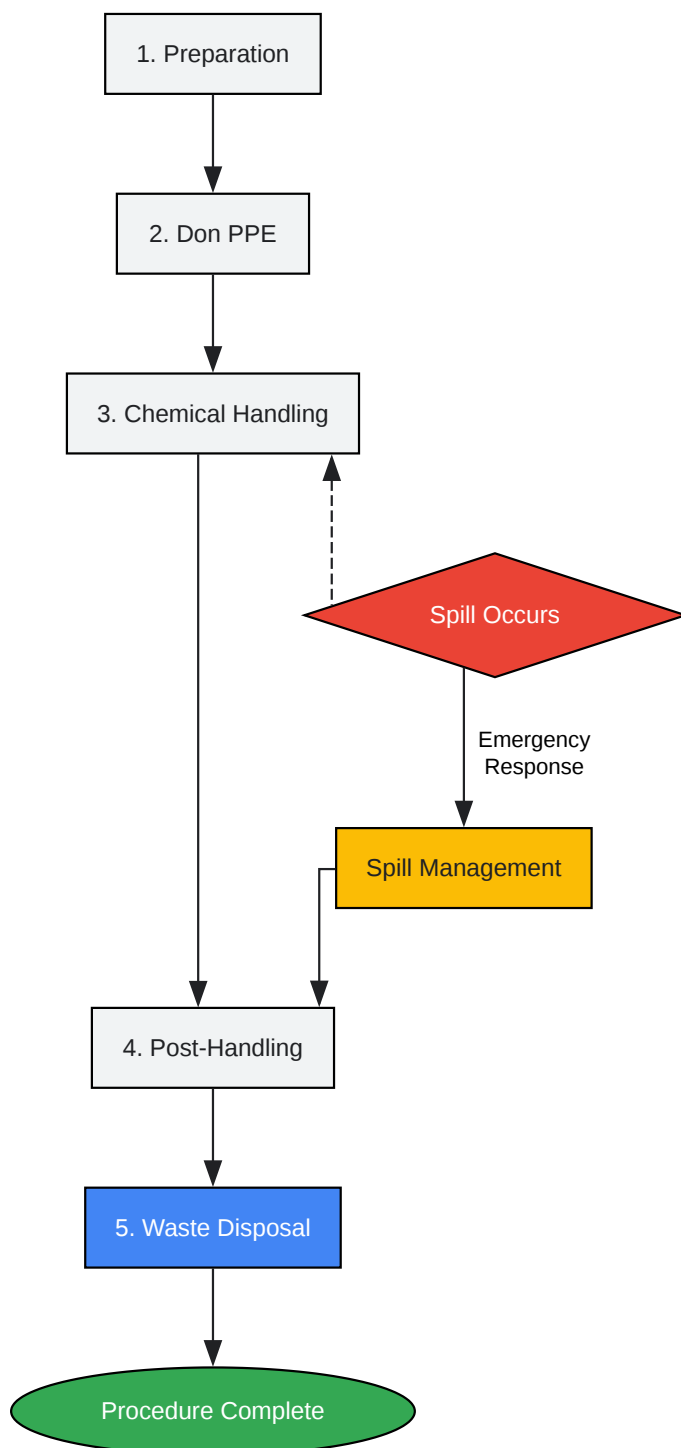 1. Preparation
2. Don PPE
3. Chemical Handling
Spill Occurs
Emergency
Response
Spill Management
4. Post-Handling
5. Waste Disposal
Procedure Complete